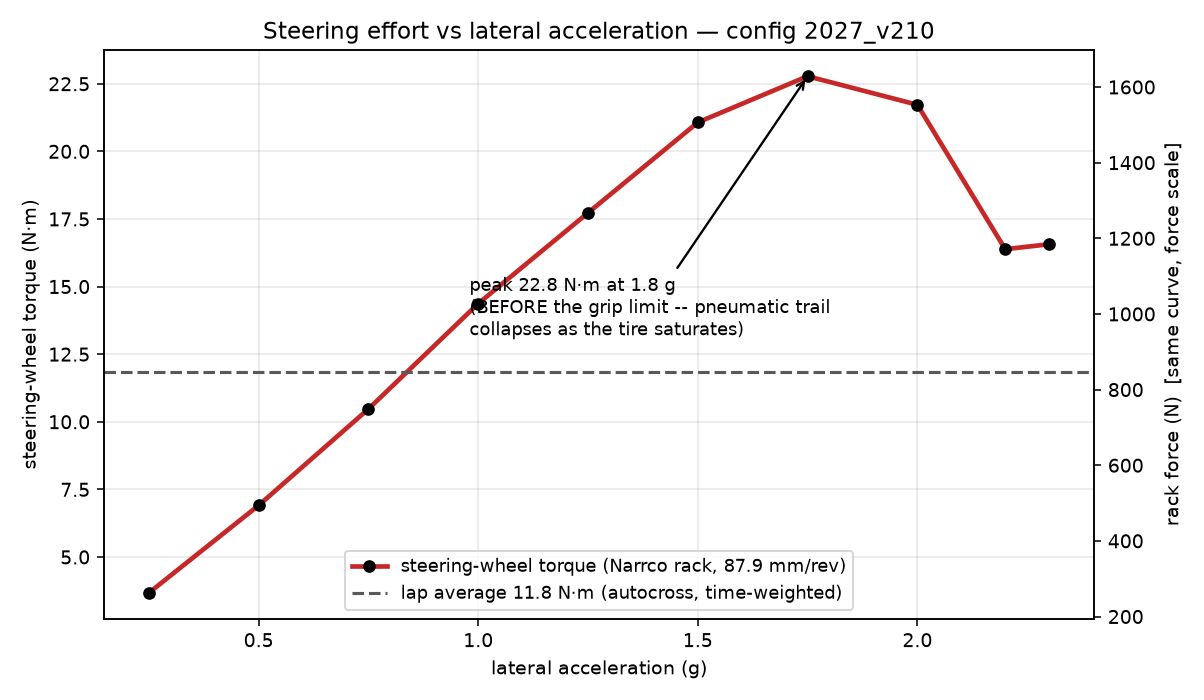 Steering effort vs lateral acceleration — config 2027_v210
steering-wheel torque (N·m)
22.5
20.0
17.5
15.0
12.5
10.0
7.5
5.0
peak 22.8 N·m at 1.8 g
(BEFORE the grip limit -- pneumatic trail
collapses as the tire saturates)
steering-wheel torque (Narrco rack, 87.9 mm/rev)
lap average 11.8 N·m (autocross, time-weighted)
0.5
1.0
1.5
2.0
lateral acceleration (g)
1600
1400
1200
1000
800
600
400
200
rack force (N)  [same curve, force scale]